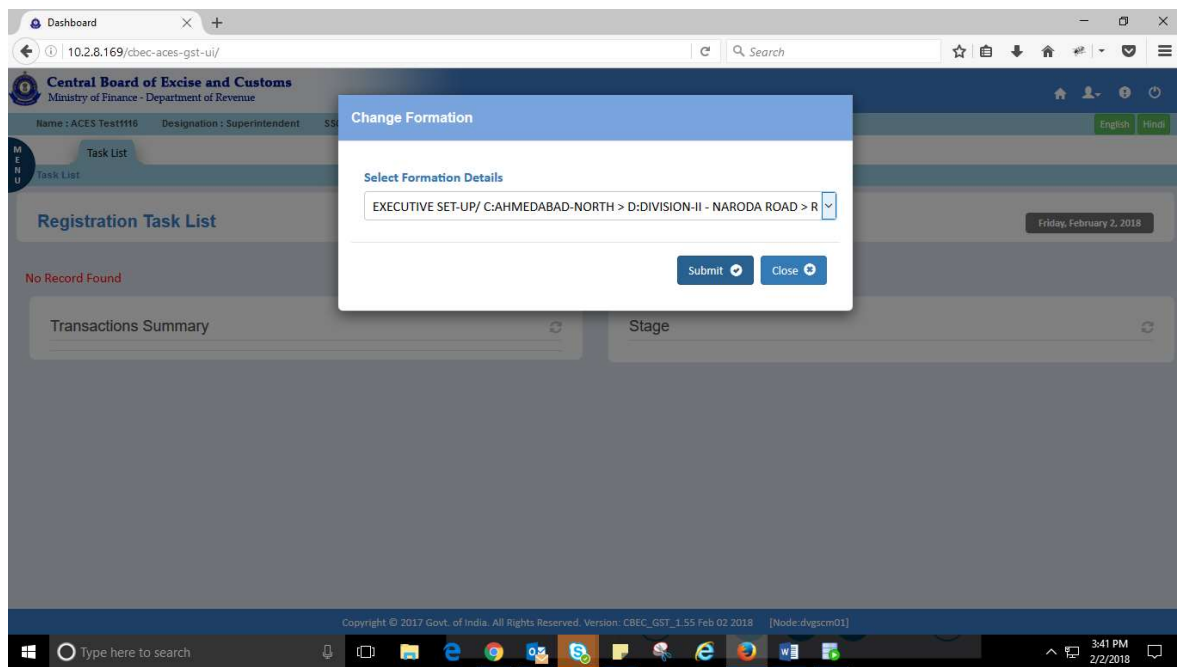 Dashboard
10.2.8.169/cbec-aces-gst-ui/
Search
Central Board of Excise and Customs
Ministry of Finance - Department of Revenue
Name : ACES Test1116 Designation : Superintendent
English Hindi
MENU
Task List
Task List
Registration Task List
Friday, February 2, 2018
Change Formation
Select Formation Details
EXECUTIVE SET-UP/ C:AHMEDABAD-NORTH > D:DIVISION-II - NARODA ROAD > R
Submit
Close
No Record Found
Transactions Summary
Stage
Copyright © 2017 Govt. of India. All Rights Reserved. Version: CBEC_GST_1.55 Feb 02 2018 [Node:dvgscm01]
Type here to search
3:41 PM
2/2/2018